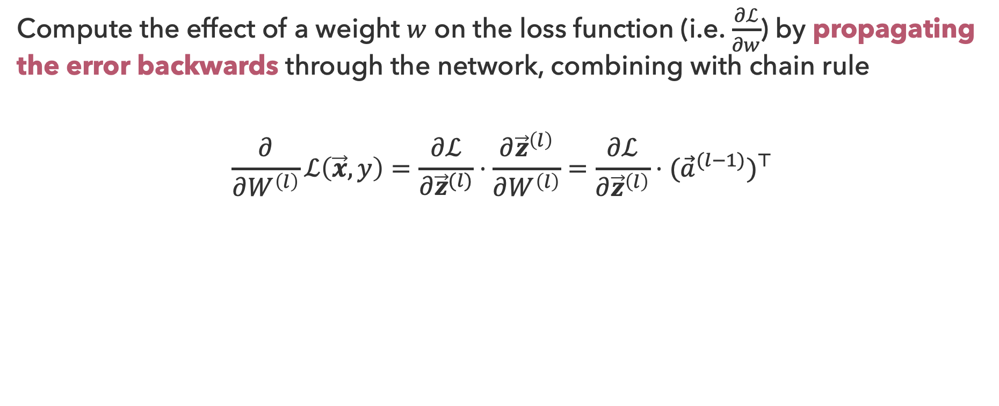 Compute the effect of a weight w on the loss function (i.e. ∂ℒ/∂w) by propagating
the error backwards through the network, combining with chain rule
∂/∂W⁽ˡ⁾ ℒ(x⃗, y) = ∂ℒ/∂z⃗⁽ˡ⁾ · ∂z⃗⁽ˡ⁾/∂W⁽ˡ⁾ = ∂ℒ/∂z⃗⁽ˡ⁾ · (a⃗⁽ˡ⁻¹⁾)ᵀ